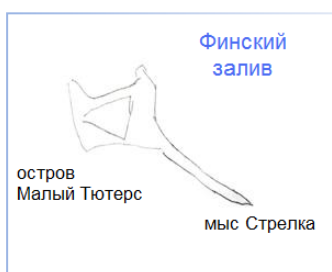 Финский
залив
остров
Малый Тютерс
мыс Стрелка